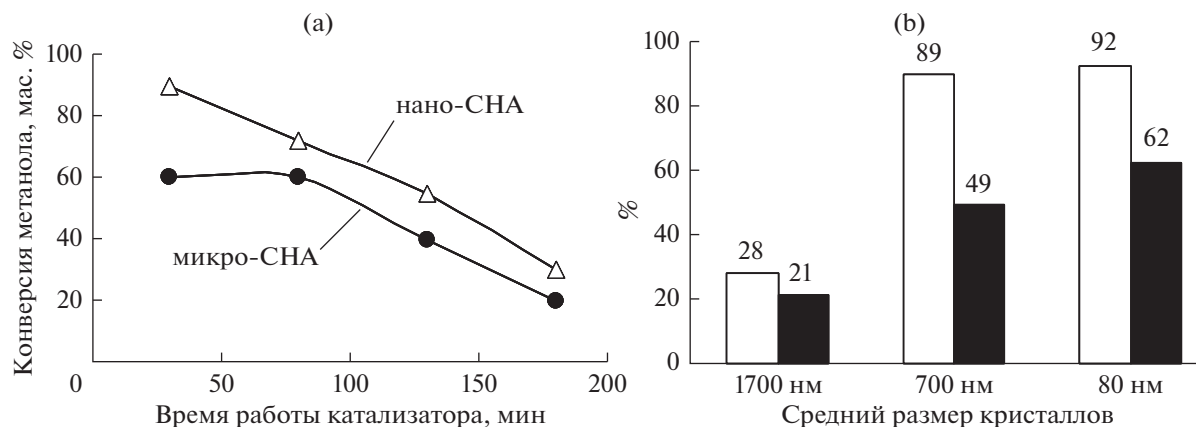 (a)
Конверсия метанола, мас. %
100
80
60
40
20
0
50
100
150
200
нано-CHA
микро-CHA
Время работы катализатора, мин
(b)
%
100
80
60
40
20
0
28
21
89
49
92
62
1700 нм
700 нм
80 нм
Средний размер кристаллов